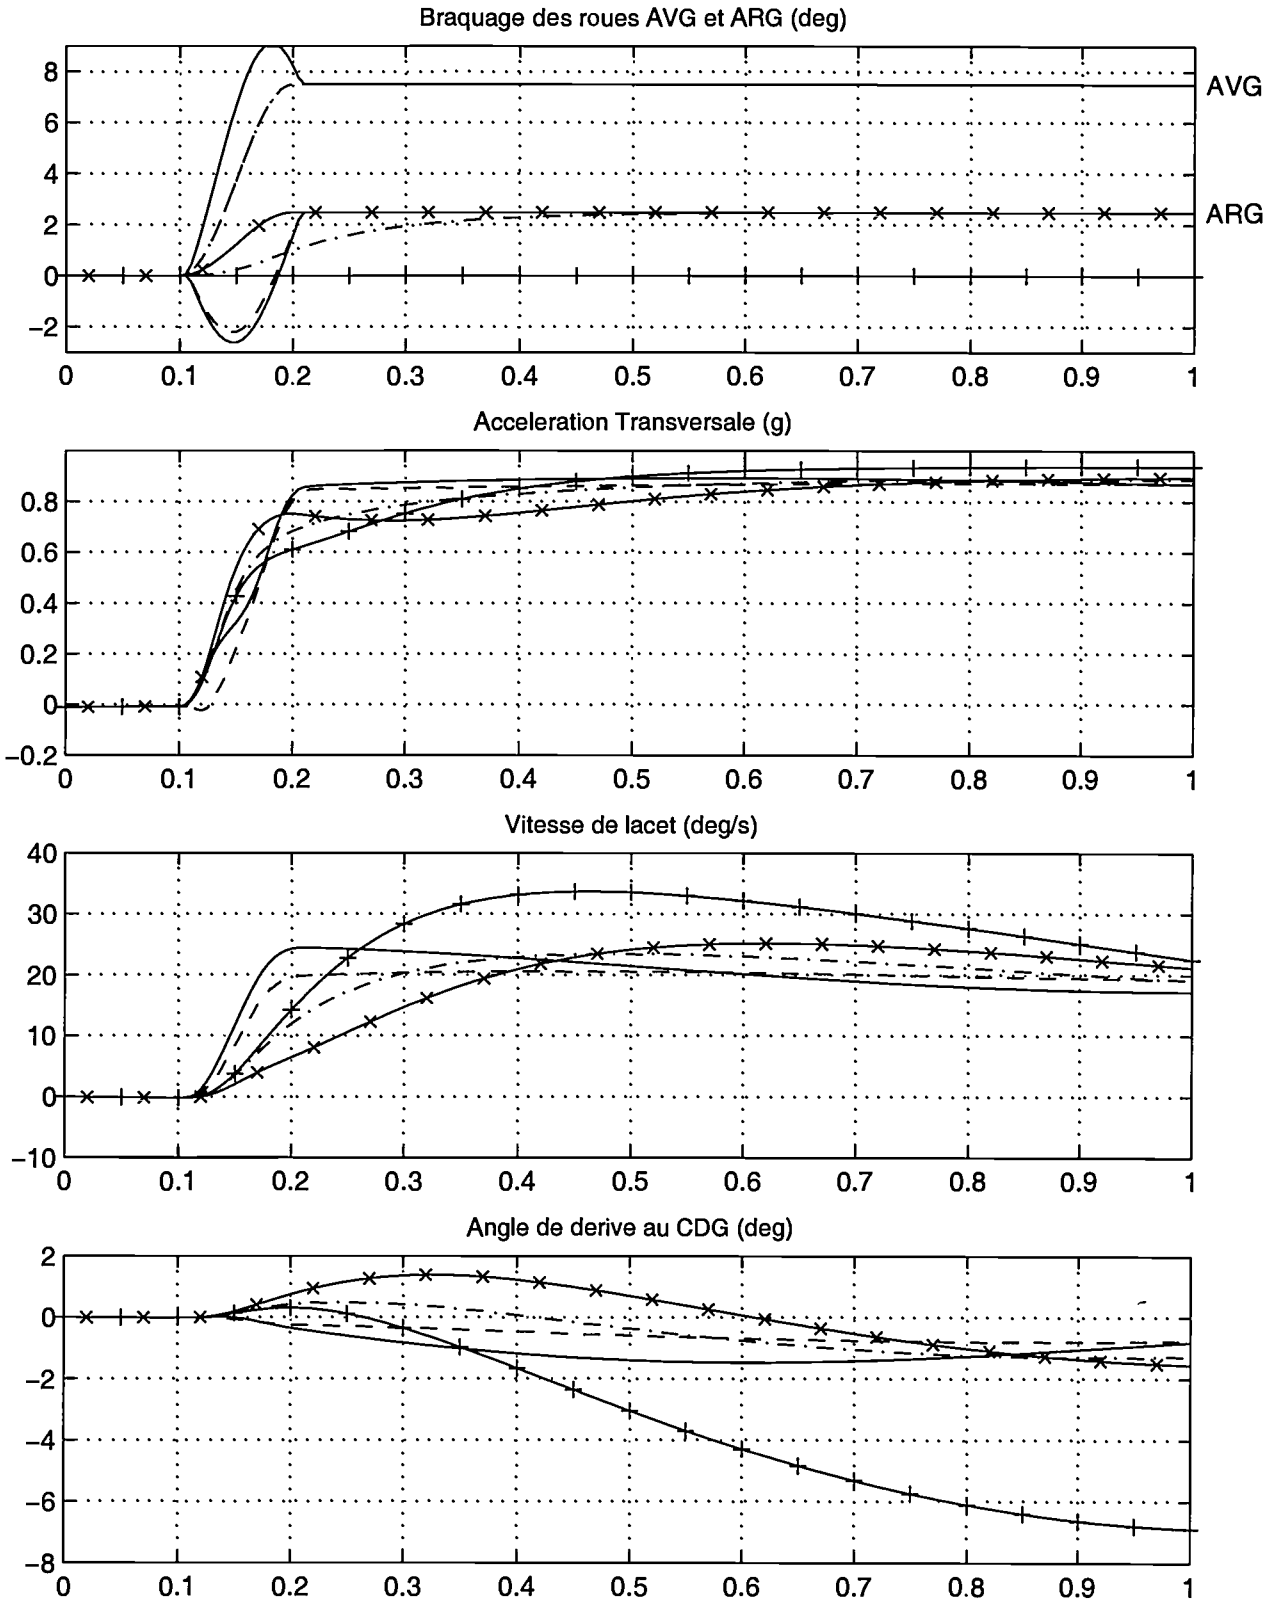 Braquage des roues AVG et ARG (deg)
8
6
4
2
0
−2
AVG
ARG
0 0.1 0.2 0.3 0.4 0.5 0.6 0.7 0.8 0.9 1
Acceleration Transversale (g)
0.8
0.6
0.4
0.2
0
−0.2
0 0.1 0.2 0.3 0.4 0.5 0.6 0.7 0.8 0.9 1
Vitesse de lacet (deg/s)
40
30
20
10
0
−10
0 0.1 0.2 0.3 0.4 0.5 0.6 0.7 0.8 0.9 1
Angle de derive au CDG (deg)
2
0
−2
−4
−6
−8
0 0.1 0.2 0.3 0.4 0.5 0.6 0.7 0.8 0.9 1